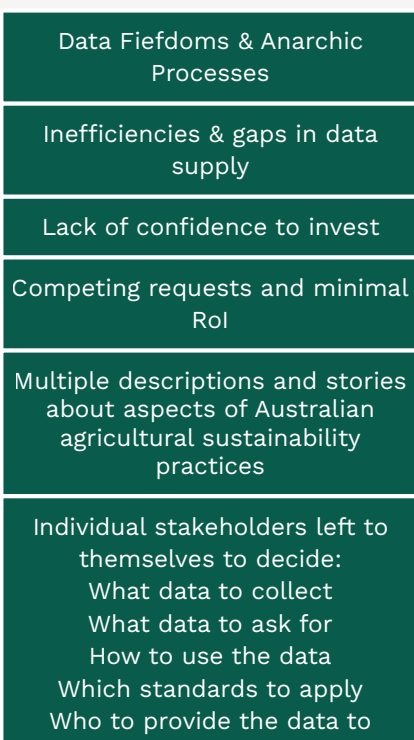 Data Fiefdoms & Anarchic
Processes
Inefficiencies & gaps in data
supply
Lack of confidence to invest
Competing requests and minimal
RoI
Multiple descriptions and stories
about aspects of Australian
agricultural sustainability
practices
Individual stakeholders left to
themselves to decide:
What data to collect
What data to ask for
How to use the data
Which standards to apply
Who to provide the data to